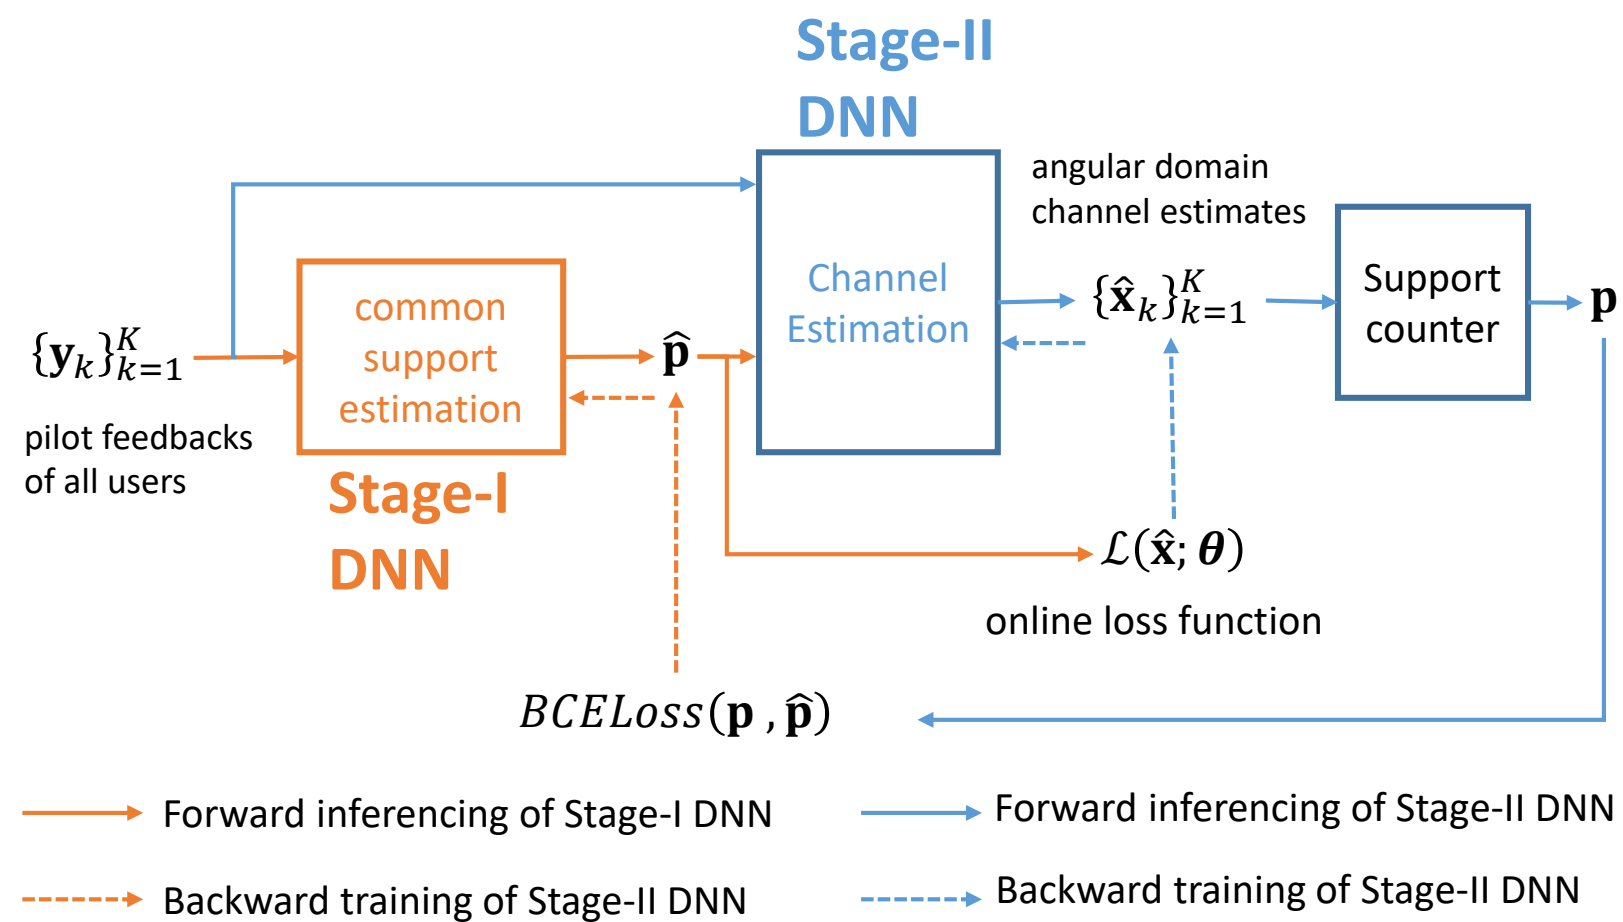 Stage-II
DNN
angular domain
channel estimates
Channel
Estimation
Support
counter
common
support
estimation
{𝐲_k}_{k=1}^K
p̂
{x̂_k}_{k=1}^K
p
pilot feedbacks
of all users
Stage-I
DNN
ℒ(x̂; θ)
online loss function
BCELoss(p , p̂)
Forward inferencing of Stage-I DNN
Forward inferencing of Stage-II DNN
Backward training of Stage-II DNN
Backward training of Stage-II DNN